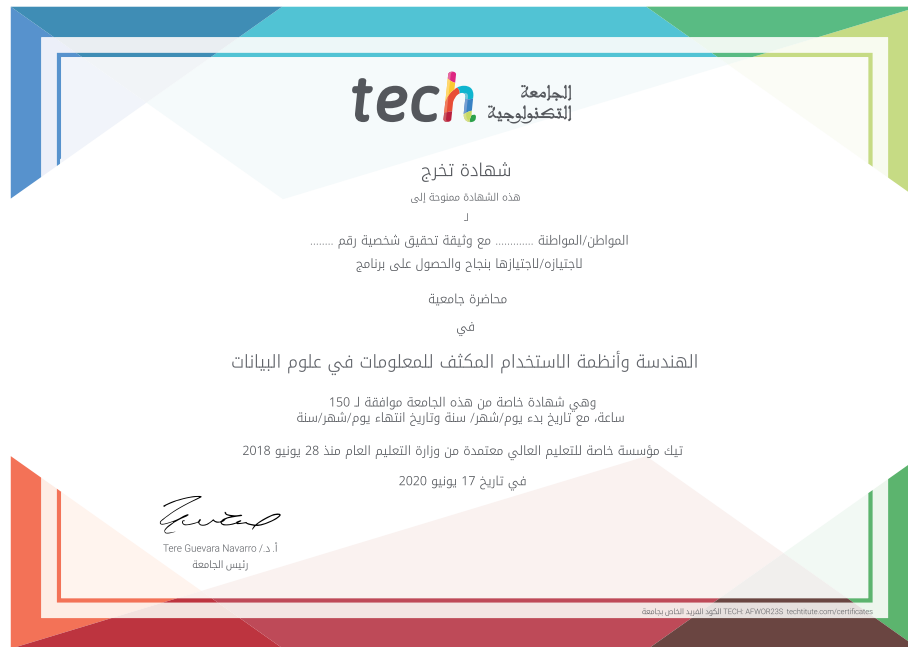 tech الجامعة
التكنولوجية
شهادة تخرج
هذه الشهادة ممنوحة إلى
لـ
المواطن/المواطنة ............ مع وثيقة تحقيق شخصية رقم ........
لاجتيازه/لاجتيازها بنجاح والحصول على برنامج
محاضرة جامعية
في
الهندسة وأنظمة الاستخدام المكثف للمعلومات في علوم البيانات
وهي شهادة خاصة من هذه الجامعة موافقة لـ 150
ساعة، مع تاريخ بدء يوم/شهر/ سنة وتاريخ انتهاء يوم/شهر/سنة
تيك مؤسسة خاصة للتعليم العالي معتمدة من وزارة التعليم العام منذ 28 يونيو 2018
في تاريخ 17 يونيو 2020
أ. د./ Tere Guevara Navarro
رئيس الجامعة
الكود الفريد الخاص بجامعة TECH: AFWOR23S techtitute.com/certificates